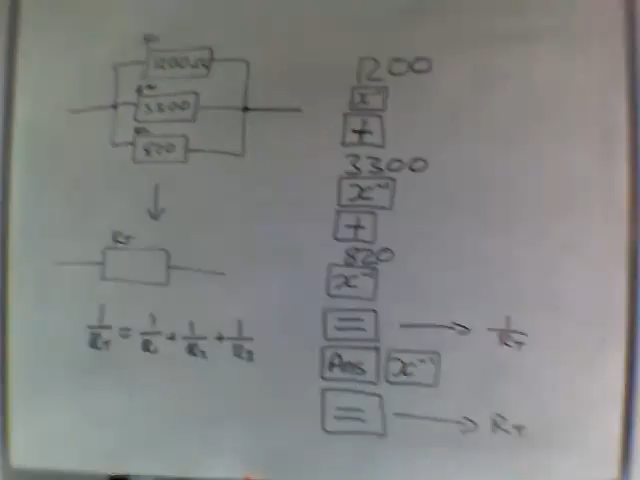 1200Ω
3300
820
RT
1/RT = 1/R1 + 1/R2 + 1/R3
1200
x⁻¹
+
3300
x⁻¹
+
820
x⁻¹
= → 1/RT
Ans x⁻¹
= → RT